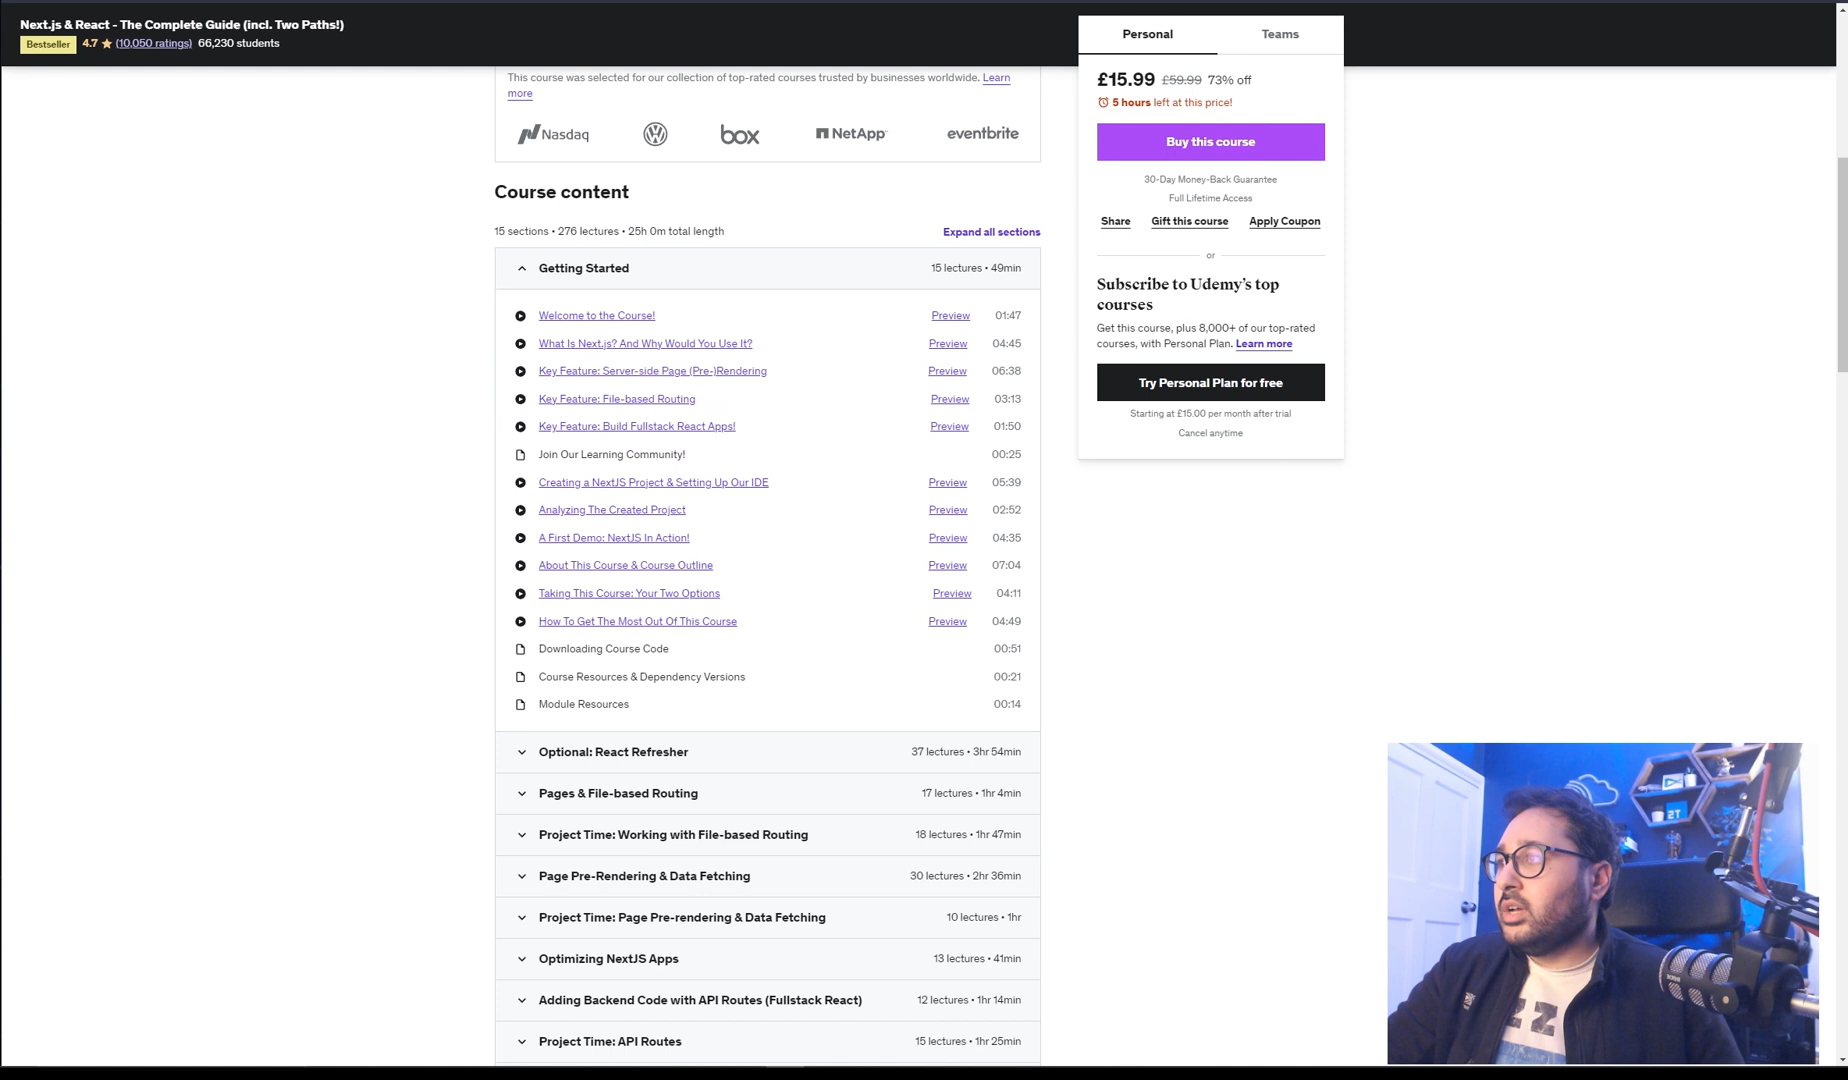 Next.js & React - The Complete Guide (incl. Two Paths!)
Bestseller 4.7 (10,050 ratings) 66,230 students
This course was selected for our collection of top-rated courses trusted by businesses worldwide. Learn
more
Nasdaq box NetApp eventbrite
Course content
15 sections • 276 lectures • 25h 0m total length Expand all sections
Getting Started 15 lectures • 49min
Welcome to the Course! Preview 01:47
What Is Next.js? And Why Would You Use It? Preview 04:45
Key Feature: Server-side Page (Pre-)Rendering Preview 06:38
Key Feature: File-based Routing Preview 03:13
Key Feature: Build Fullstack React Apps! Preview 01:50
Join Our Learning Community! 00:25
Creating a NextJS Project & Setting Up Our IDE Preview 05:39
Analyzing The Created Project Preview 02:52
A First Demo: NextJS In Action! Preview 04:35
About This Course & Course Outline Preview 07:04
Taking This Course: Your Two Options Preview 04:11
How To Get The Most Out Of This Course Preview 04:49
Downloading Course Code 00:51
Course Resources & Dependency Versions 00:21
Module Resources 00:14
Optional: React Refresher 37 lectures • 3hr 54min
Pages & File-based Routing 17 lectures • 1hr 4min
Project Time: Working with File-based Routing 18 lectures • 1hr 47min
Page Pre-Rendering & Data Fetching 30 lectures • 2hr 36min
Project Time: Page Pre-rendering & Data Fetching 10 lectures • 1hr
Optimizing NextJS Apps 13 lectures • 41min
Adding Backend Code with API Routes (Fullstack React) 12 lectures • 1hr 14min
Project Time: API Routes 15 lectures • 1hr 25min
Personal Teams
£15.99 £59.99 73% off
5 hours left at this price!
Buy this course
30-Day Money-Back Guarantee
Full Lifetime Access
Share Gift this course Apply Coupon
or
Subscribe to Udemy's top
courses
Get this course, plus 8,000+ of our top-rated
courses, with Personal Plan. Learn more
Try Personal Plan for free
Starting at £15.00 per month after trial
Cancel anytime